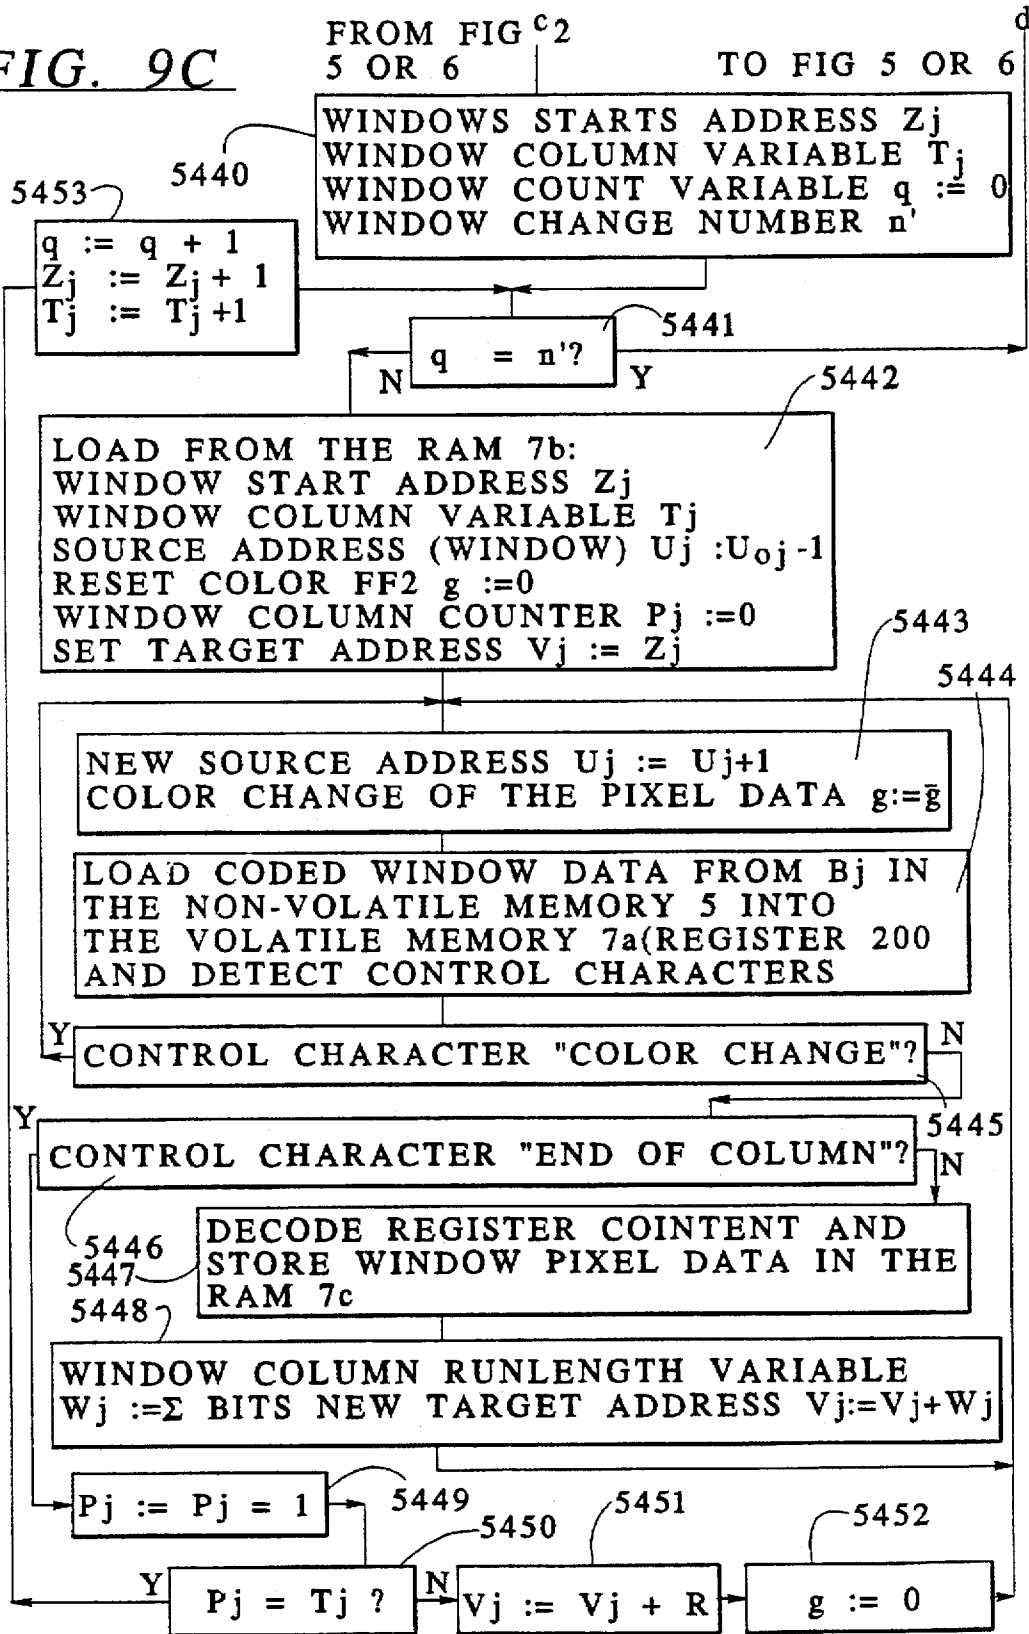 FIG. 9C
FROM FIG c2
5 OR 6
d
TO FIG 5 OR 6
5440
WINDOWS STARTS ADDRESS Zj
WINDOW COLUMN VARIABLE Tj
WINDOW COUNT VARIABLE q := 0
WINDOW CHANGE NUMBER n'
5453
q := q + 1
Zj := Zj + 1
Tj := Tj +1
5441
q = n'?
N
Y
5442
LOAD FROM THE RAM 7b:
WINDOW START ADDRESS Zj
WINDOW COLUMN VARIABLE Tj
SOURCE ADDRESS (WINDOW) Uj :Uoj -1
RESET COLOR FF2 g :=0
WINDOW COLUMN COUNTER Pj :=0
SET TARGET ADDRESS Vj := Zj
5443
5444
NEW SOURCE ADDRESS Uj := Uj+1
COLOR CHANGE OF THE PIXEL DATA g:=g̅
LOAD CODED WINDOW DATA FROM Bj IN
THE NON-VOLATILE MEMORY 5 INTO
THE VOLATILE MEMORY 7a(REGISTER 200
AND DETECT CONTROL CHARACTERS
Y
CONTROL CHARACTER "COLOR CHANGE"?
N
5445
Y
CONTROL CHARACTER "END OF COLUMN"?
N
5446
5447
DECODE REGISTER COINTENT AND
STORE WINDOW PIXEL DATA IN THE
RAM 7c
5448
WINDOW COLUMN RUNLENGTH VARIABLE
Wj :=Σ BITS NEW TARGET ADDRESS Vj:=Vj+Wj
Pj := Pj = 1
5449
5450
5451
5452
Y
Pj = Tj ?
N
Vj := Vj + R
g := 0